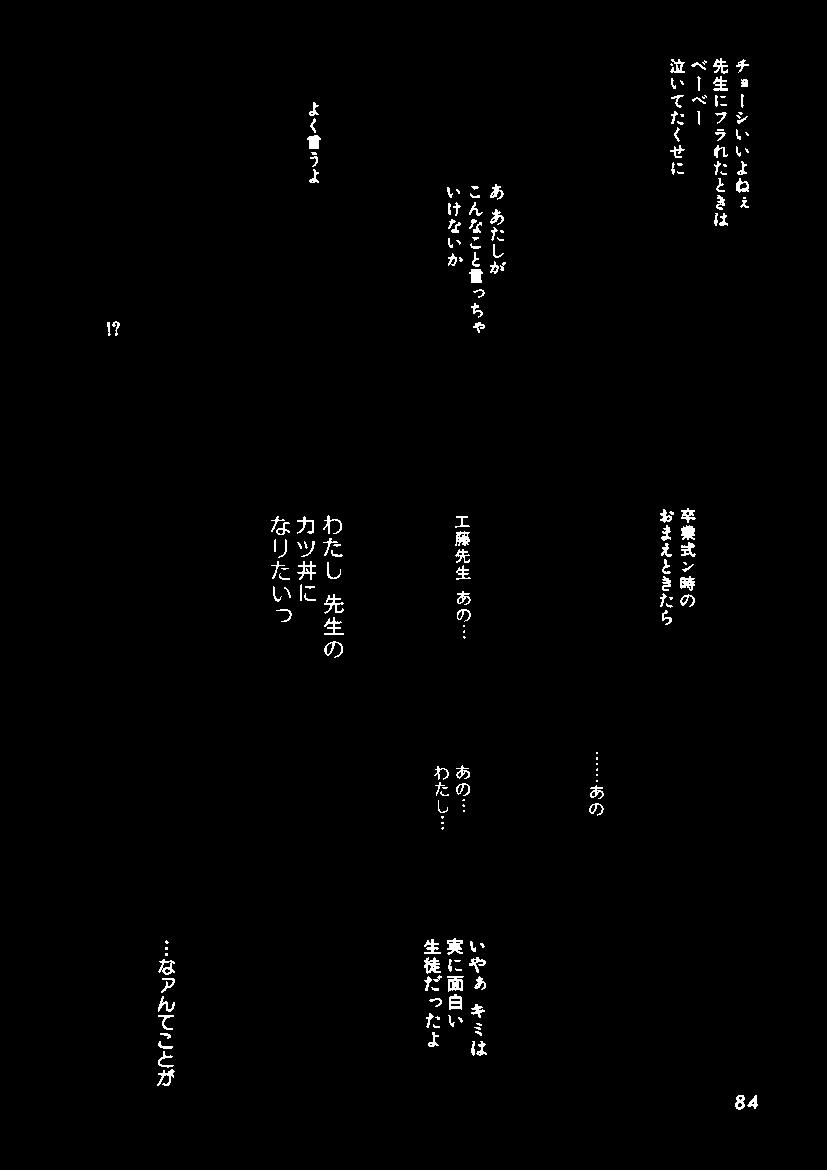 チョーシいいよねぇ
先生にフラれたときは
べーべー
泣いてたくせに
あ あたしが
こんなこと言っちゃ
いけないか
よく言うよ
!?
卒業式ン時の
おまえときたら
工藤先生 あの…
わたし 先生の
カツ丼に
なりたいっ
……あの
あの…
わたし…
いやぁ キミは
実に面白い
生徒だったよ
…なァんてことが
84